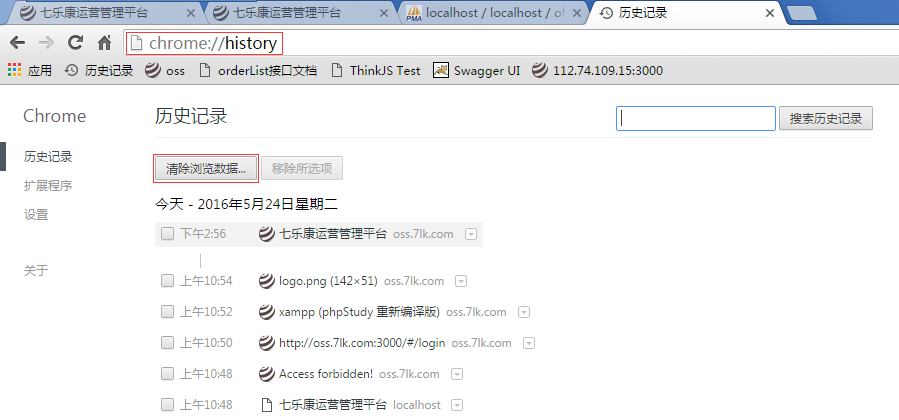 七乐康运营管理平台 七乐康运营管理平台 localhost / localhost / of 历史记录
chrome://history
应用 历史记录 oss orderList接口文档 ThinkJS Test Swagger UI 112.74.109.15:3000
Chrome 历史记录 搜索历史记录
历史记录
扩展程序
设置
关于
清除浏览数据... 移除所选项
今天 - 2016年5月24日星期二
下午2:56 七乐康运营管理平台 oss.7lk.com
上午10:54 logo.png (142×51) oss.7lk.com
上午10:52 xampp (phpStudy 重新编译版) oss.7lk.com
上午10:50 http://oss.7lk.com:3000/#/login oss.7lk.com
上午10:48 Access forbidden! oss.7lk.com
上午10:48 七乐康运营管理平台 localhost